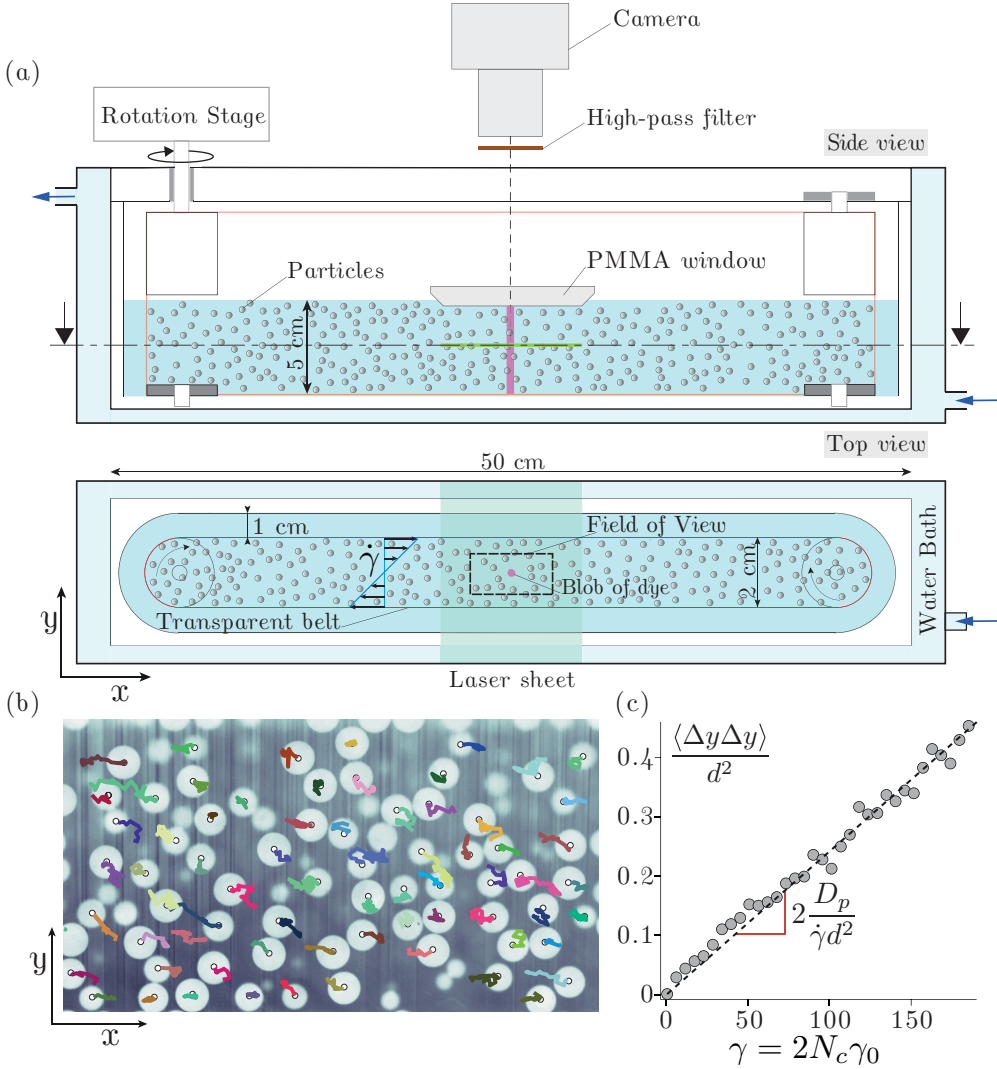 (a)
Camera
Rotation Stage
High-pass filter
Side view
Particles
PMMA window
5 cm
Top view
50 cm
1 cm
Field of View
γ̇
Blob of dye
2 cm
Transparent belt
Water Bath
y
x
Laser sheet
(b)
y
x
(c)
⟨ΔyΔy⟩
d²
0.4
0.3
0.2
0.1
0
2 D_p
γ̇d²
0
50
100
150
γ = 2N_cγ_0